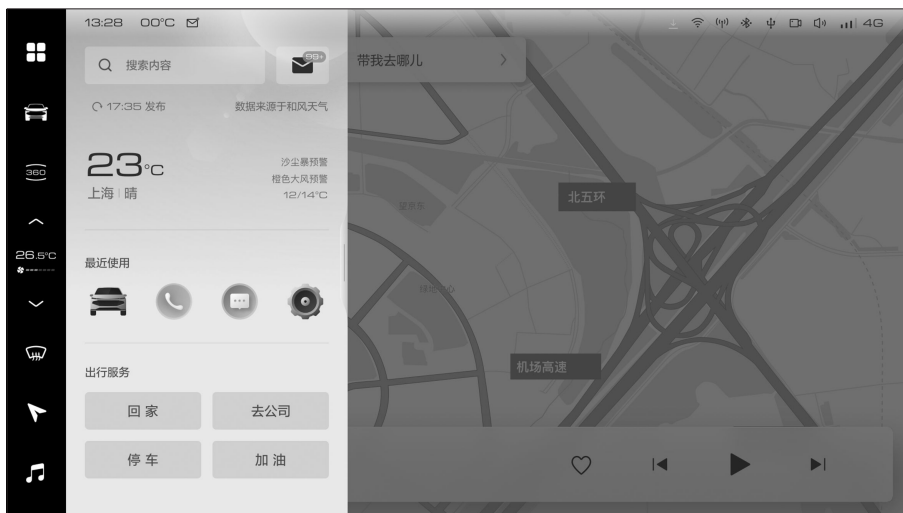 13:28 00°C
4G
搜索内容
99+
带我去哪儿
17:35 发布
数据来源于和风天气
360
23°C
上海 晴
沙尘暴预警
橙色大风预警
12/14°C
北五环
26.5°C
最近使用
机场高速
出行服务
回家
去公司
停车
加油